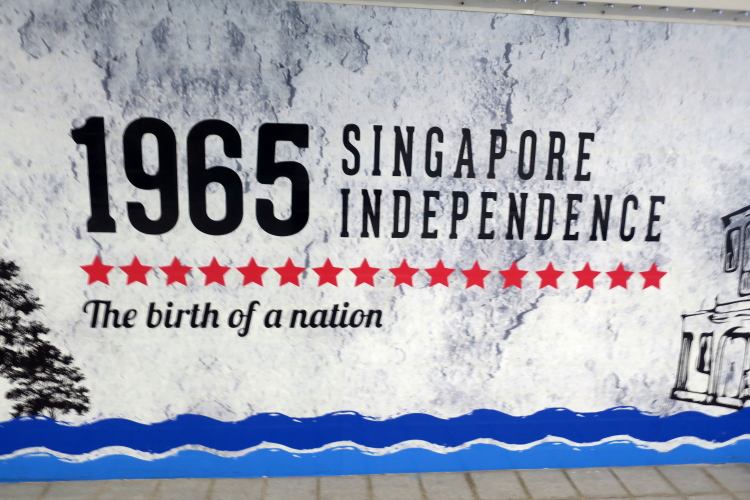 1965
SINGAPORE
INDEPENDENCE
The birth of a nation